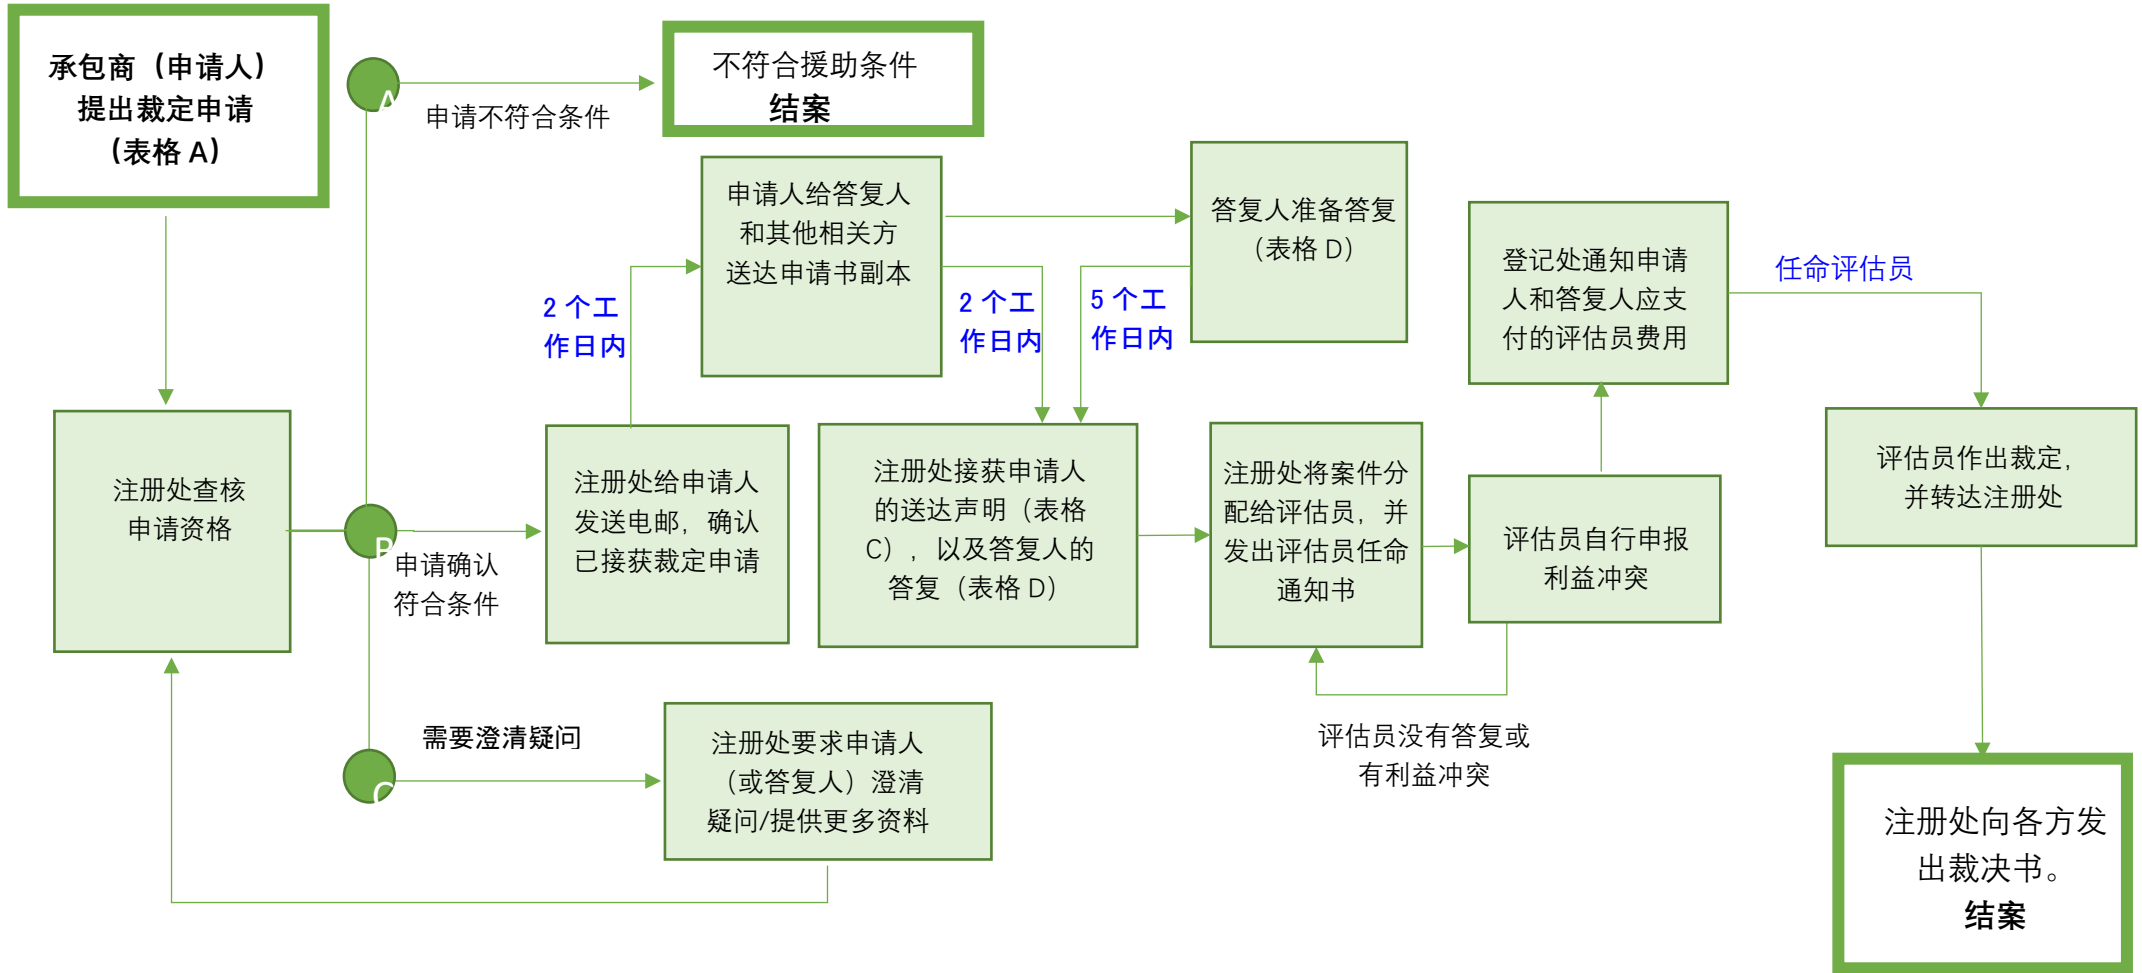 承包商（申请人）
提出裁定申请
（表格 A）
A
申请不符合条件
不符合援助条件
结案
申请人给答复人
和其他相关方
送达申请书副本
答复人准备答复
（表格 D）
2 个工
作日内
2 个工
作日内
5 个工
作日内
登记处通知申请
人和答复人应支
付的评估员费用
任命评估员
注册处查核
申请资格
B
申请确认
符合条件
注册处给申请人
发送电邮，确认
已接获裁定申请
注册处接获申请人
的送达声明（表格
C），以及答复人的
答复（表格 D）
注册处将案件分
配给评估员，并
发出评估员任命
通知书
评估员自行申报
利益冲突
评估员作出裁定，
并转达注册处
C
需要澄清疑问
注册处要求申请人
（或答复人）澄清
疑问/提供更多资料
评估员没有答复或
有利益冲突
注册处向各方发
出裁决书。
结案